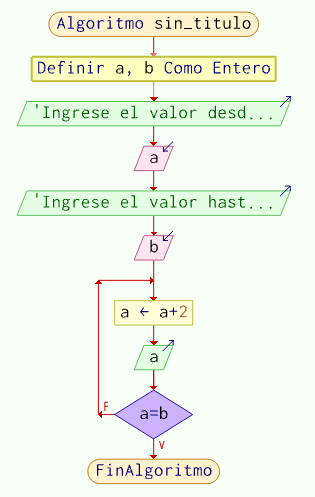 Algoritmo sin_titulo
Definir a, b Como Entero
'Ingrese el valor desd...
a
'Ingrese el valor hast...
b
a ← a+2
a
F
a=b
V
FinAlgoritmo